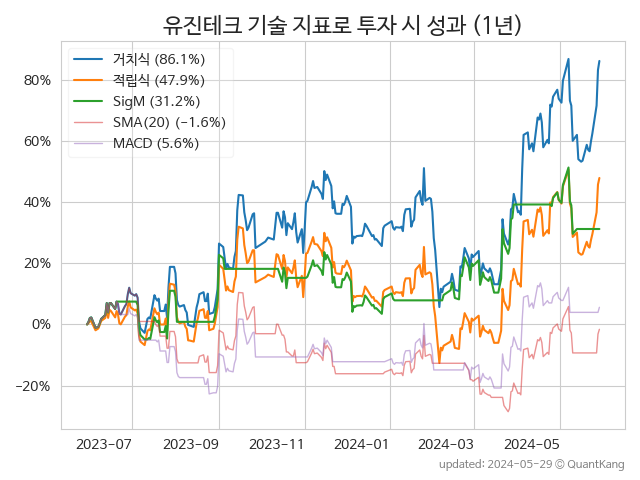 유진테크 기술 지표로 투자 시 성과 (1년)
거치식 (86.1%)
적립식 (47.9%)
SigM (31.2%)
SMA(20) (−1.6%)
MACD (5.6%)
80%
60%
40%
20%
0%
−20%
2023-07 2023-09 2023-11 2024-01 2024-03 2024-05
updated: 2024-05-29 © QuantKang